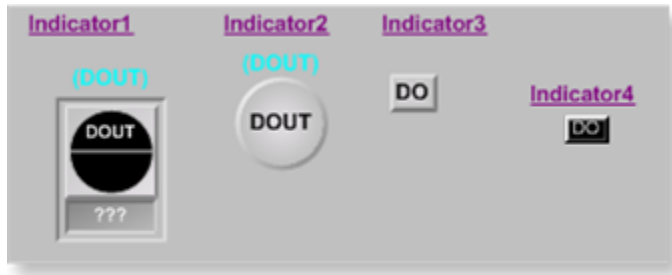 Indicator1
Indicator2
Indicator3
(DOUT)
(DOUT)
DO
Indicator4
DOUT
DOUT
DO
???